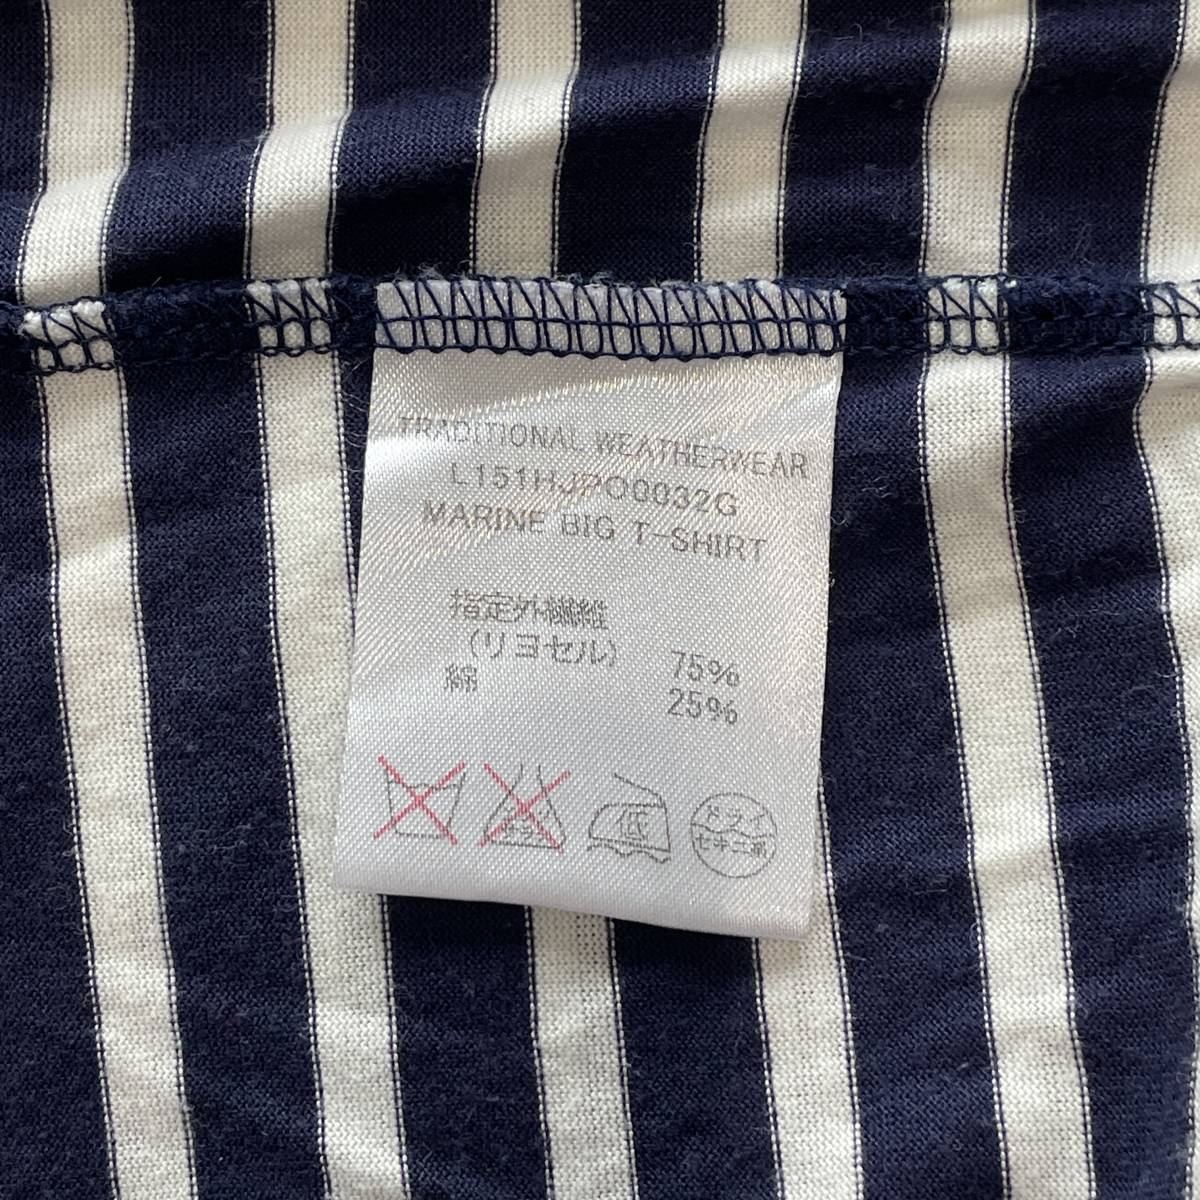 TRADITIONAL WEATHERWEAR
L151HJPO0032G
MARINE BIG T-SHIRT
指定外繊維
(リヨセル) 75%
綿 25%
低
ドライ
セキユ系